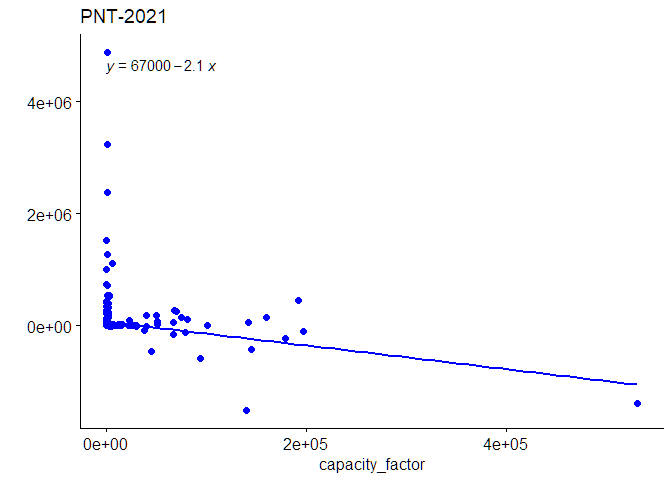 PNT-2021
y = 67000 − 2.1 x
4e+06
2e+06
0e+00
0e+00 2e+05 4e+05
capacity_factor